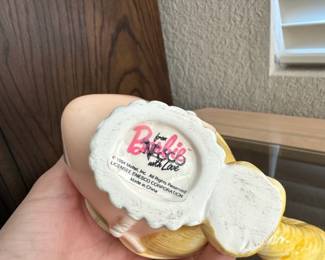 from
Barbie
with Love
© 1994 Mattel, Inc. All Rights Reserved
LICENSEE ENESCO CORPORATION
Made in China